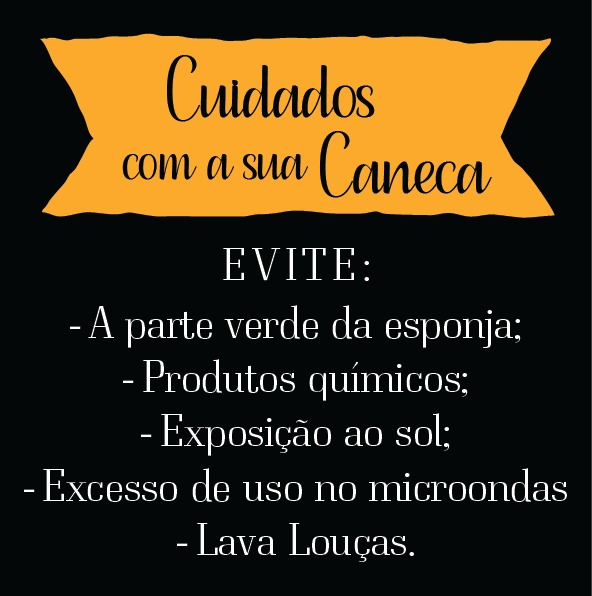 Cuidados
com a sua Caneca
EVITE:
- A parte verde da esponja;
- Produtos químicos;
- Exposição ao sol;
- Excesso de uso no microondas
- Lava Louças.